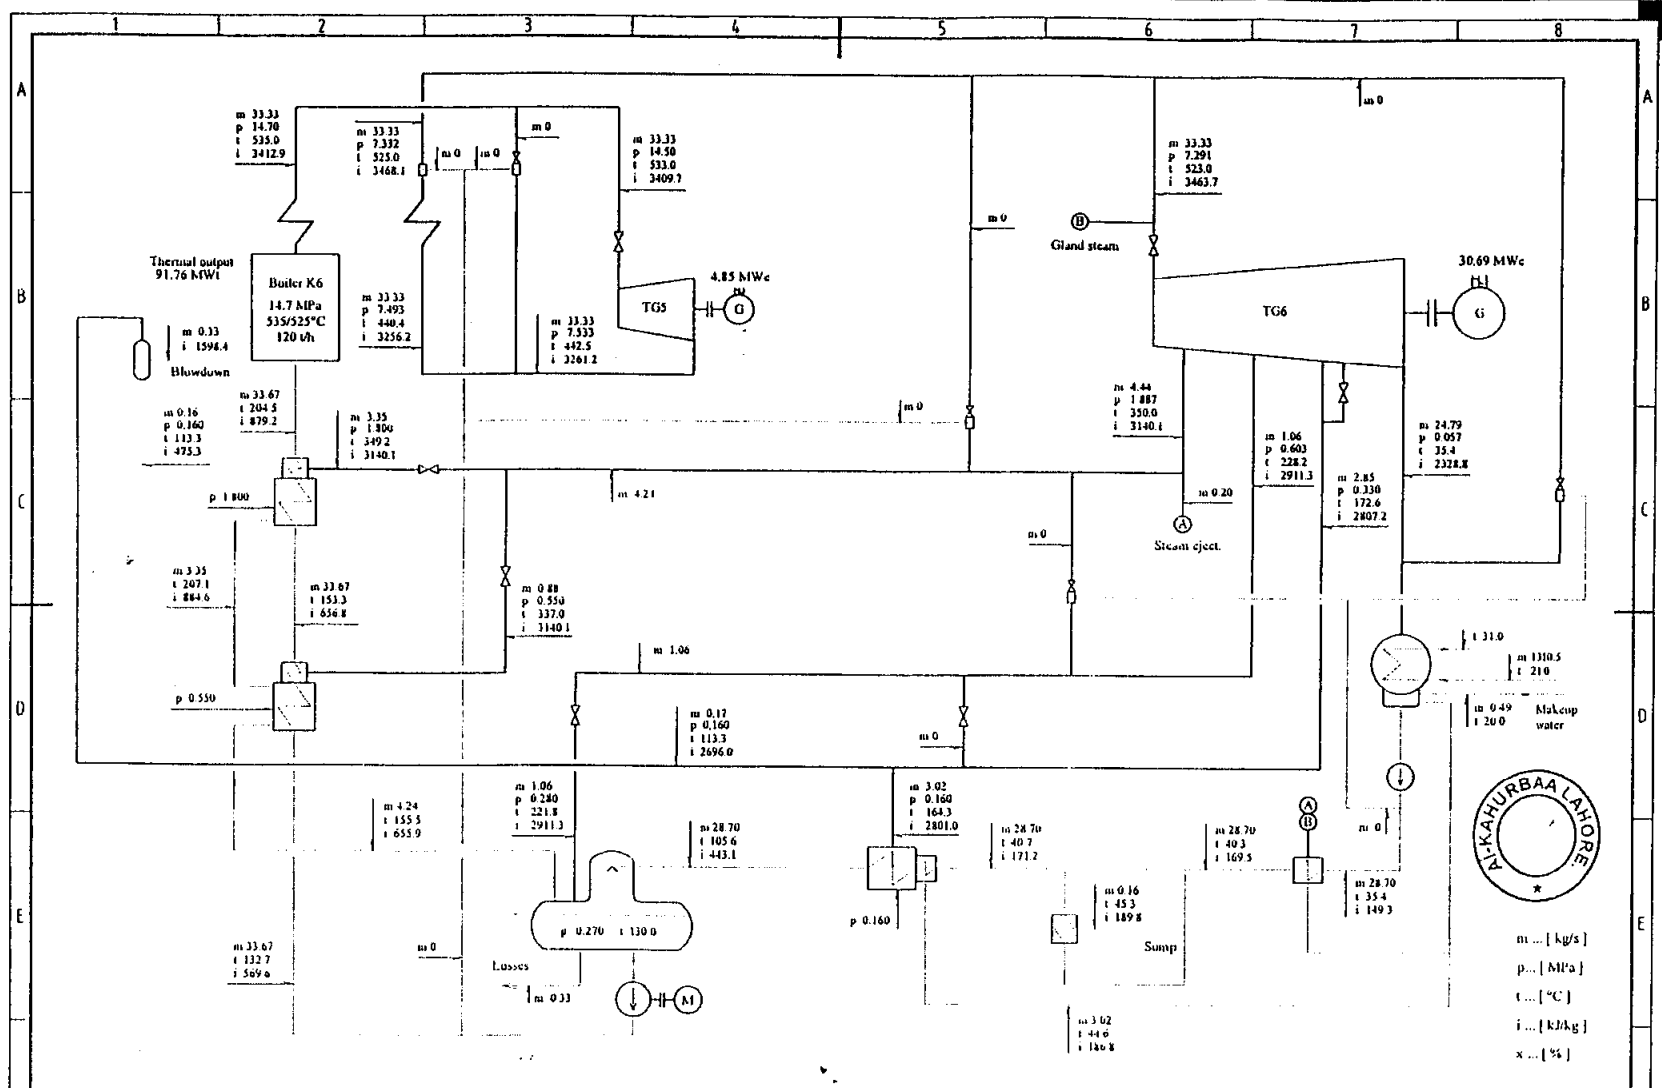 1 2 3 4 5 6 7 8
A
A
B
B
C
C
D
D
E
E
m 33.33
p 14.70
t 535.0
i 3412.9
m 33.33
p 7.332
t 525.0
i 3468.1
m 0
m 0
m 0
m 33.33
p 14.50
t 533.0
i 3409.7
m 33.33
p 7.291
t 523.0
i 3463.7
m 0
m 0
B
Gland steam
Thermal output
91.76 MWt
Boiler K6
14.7 MPa
535/525°C
120 t/h
m 0.33
i 1598.4
Blowdown
m 33.33
p 7.493
t 440.4
i 3256.2
m 33.33
p 7.533
t 442.5
i 3261.2
TG5
4.85 MWe
G
TG6
30.69 MWe
G
m 0.16
p 0.160
t 113.3
i 475.3
m 33.67
t 204.5
i 879.2
m 3.35
p 1.800
t 349.2
i 3140.1
m 0
m 4.44
p 1.887
t 350.0
i 3140.1
m 1.06
p 0.603
t 228.2
i 2911.3
m 2.85
p 0.330
t 172.6
i 2807.2
m 24.79
p 0.057
t 35.4
i 2328.8
p 1.800
m 4.21
m 0.20
A
Steam eject.
m 0
m 3.35
t 207.1
i 884.6
m 33.67
t 153.3
i 656.8
m 0.88
p 0.550
t 337.0
i 3140.1
m 1.06
p 0.550
t 31.0
m 1310.5
t 21.0
m 0.49
t 20.0
Makeup
water
m 0.17
p 0.160
t 113.3
i 2696.0
m 0
m 4.24
t 155.5
i 655.9
m 1.06
p 0.280
t 221.8
i 2911.3
m 28.70
t 105.6
i 443.1
m 3.02
p 0.160
t 164.3
i 2801.0
m 28.70
t 40.7
i 171.2
m 28.70
t 40.3
i 169.5
A
B
m 0
m 28.70
t 35.4
i 149.3
m 0.16
t 45.3
i 189.8
p 0.160
p 0.270 t 130.0
Sump
m 33.67
t 132.7
i 569.6
m 0
Losses
m 0.33
M
m 3.02
t 44.6
i 186.8
Al-KAHURBAA LAHORE
m ... [ kg/s ]
p... [ MPa ]
t ... [ °C ]
i ... [ kJ/kg ]
x ... [ % ]